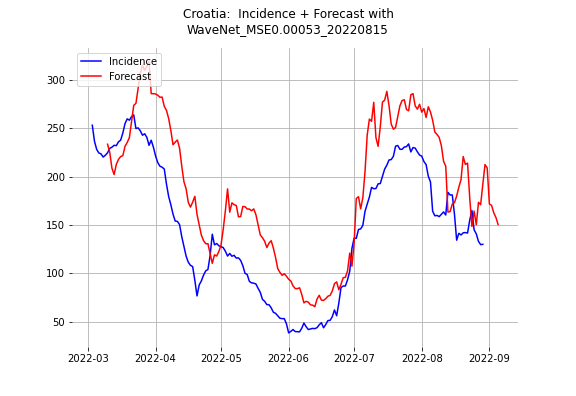 Croatia:  Incidence + Forecast with
WaveNet_MSE0.00053_20220815
Incidence
Forecast
300
250
200
150
100
50
2022-03 2022-04 2022-05 2022-06 2022-07 2022-08 2022-09